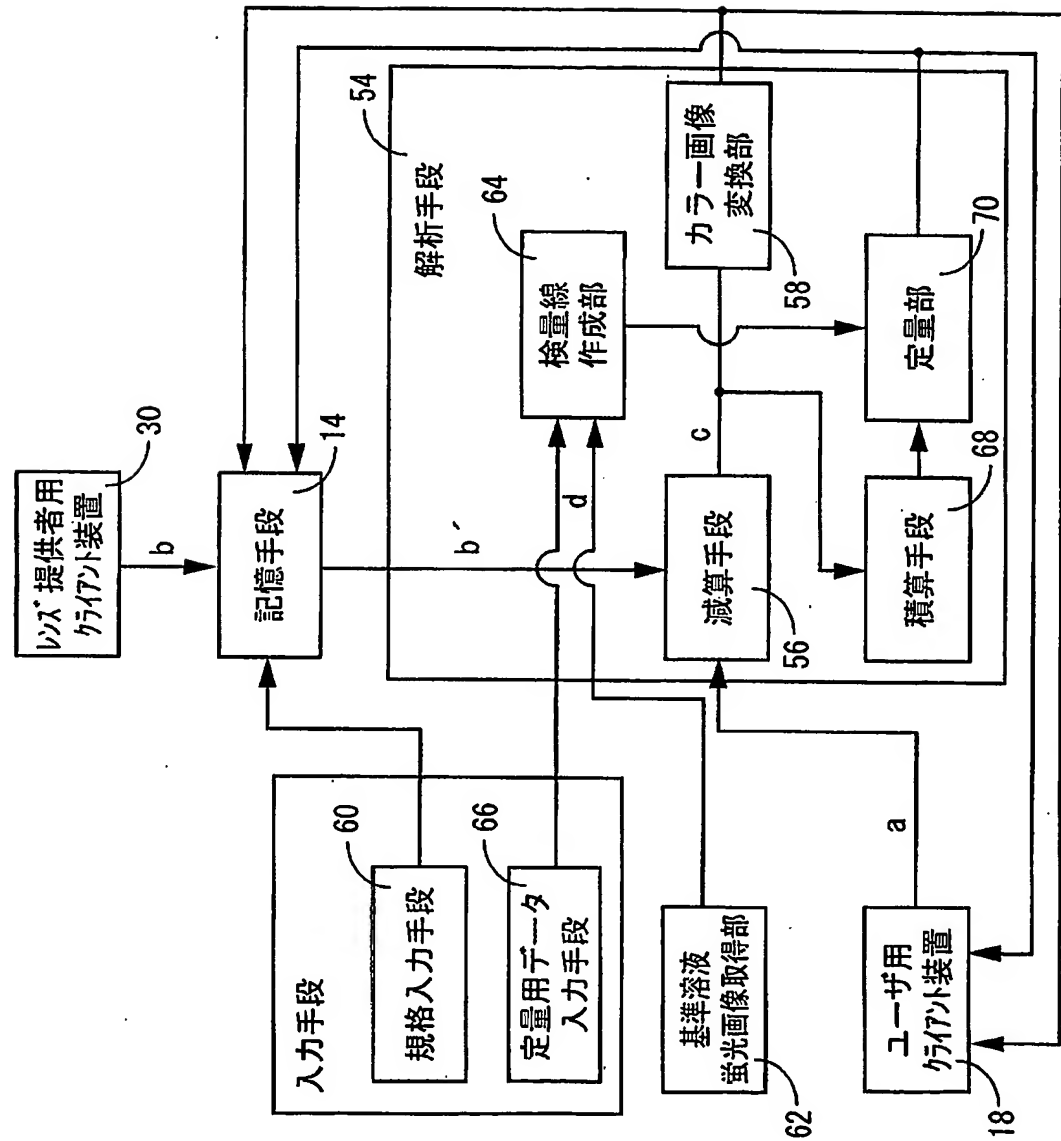 レンズ提供者用
クライアント装置
30
b
記憶手段
14
入力手段
規格入力手段
60
定量用データ
入力手段
66
基準溶液
蛍光画像取得部
62
ユーザ用
クライアント装置
18
a
b´
d
解析手段
54
検量線
作成部
64
減算手段
56
c
カラー画像
変換部
58
積算手段
68
定量部
70